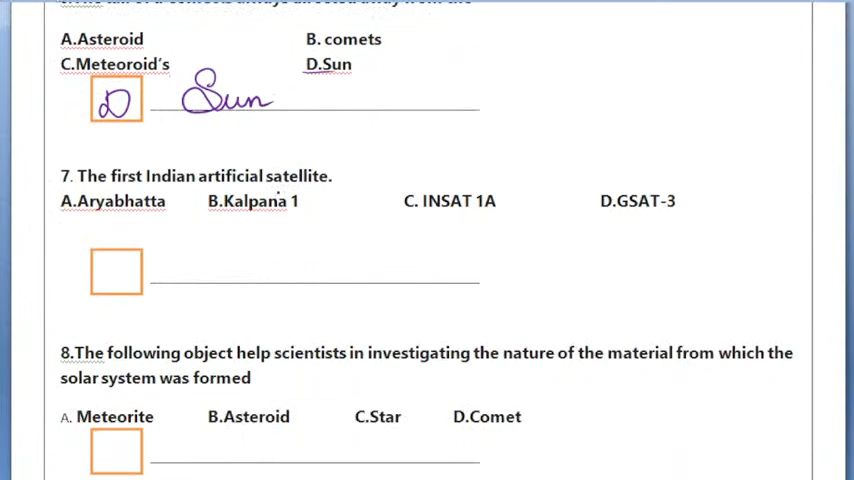 A.Asteroid B. comets
C.Meteoroid's D.Sun
D Sun
7. The first Indian artificial satellite.
A.Aryabhatta B.Kalpana 1 C. INSAT 1A D.GSAT-3
8.The following object help scientists in investigating the nature of the material from which the
solar system was formed
A. Meteorite B.Asteroid C.Star D.Comet